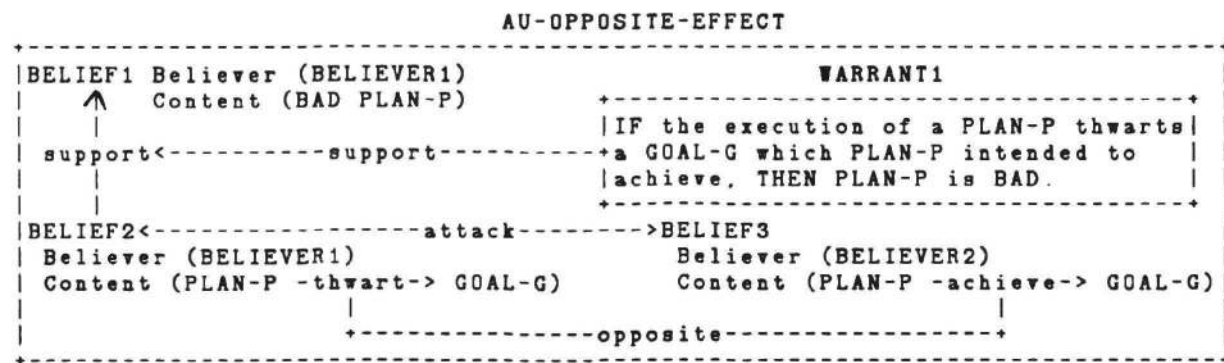 AU-OPPOSITE-EFFECT
BELIEF1 Believer (BELIEVER1) WARRANT1
Content (BAD PLAN-P)
IF the execution of a PLAN-P thwarts
support<----------support----------+a GOAL-G which PLAN-P intended to
achieve, THEN PLAN-P is BAD.
BELIEF2<-----------------attack-------->BELIEF3
Believer (BELIEVER1) Believer (BELIEVER2)
Content (PLAN-P -thwart-> GOAL-G) Content (PLAN-P -achieve-> GOAL-G)
+---------------opposite-----------------+